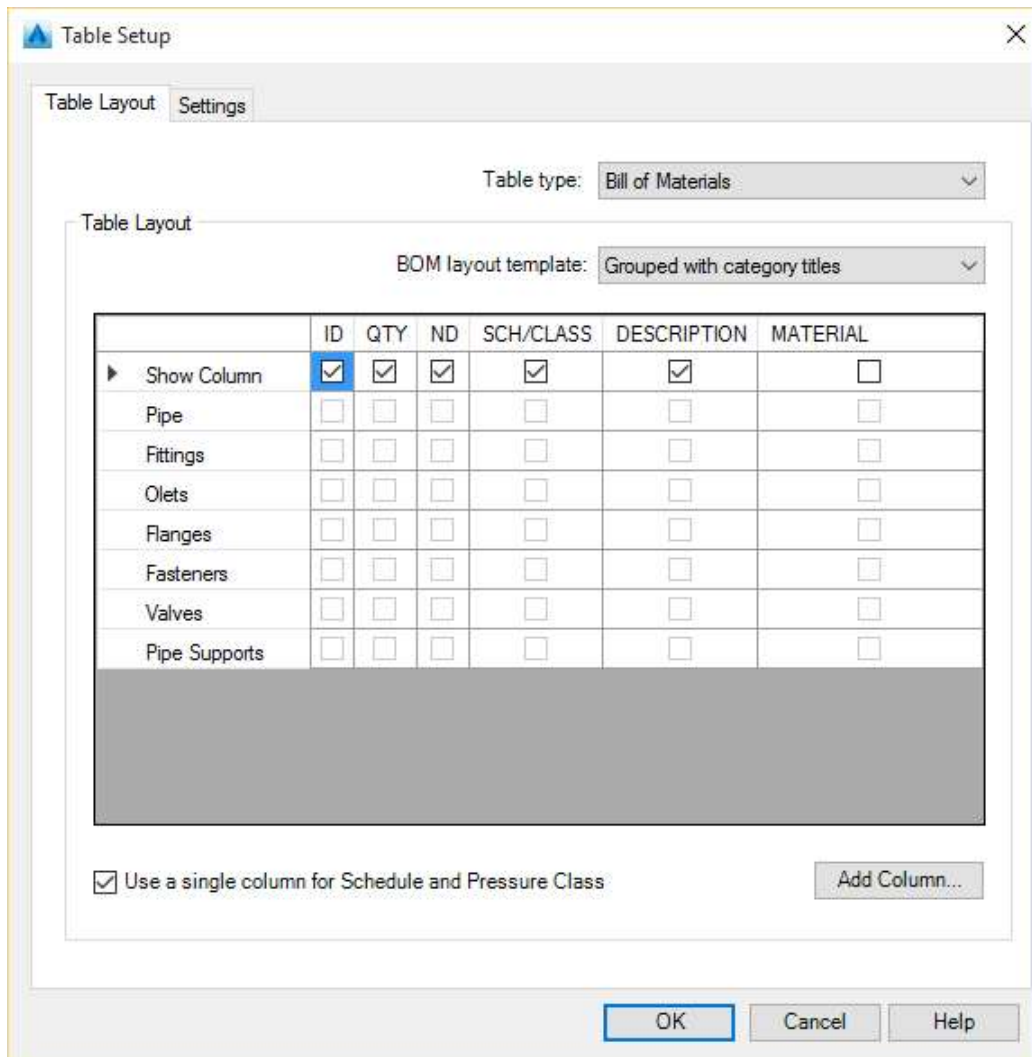 Table Setup
Table Layout Settings
Table type: Bill of Materials
Table Layout
BOM layout template: Grouped with category titles
ID QTY ND SCH/CLASS DESCRIPTION MATERIAL
Show Column
Pipe
Fittings
Olets
Flanges
Fasteners
Valves
Pipe Supports
Use a single column for Schedule and Pressure Class Add Column...
OK Cancel Help